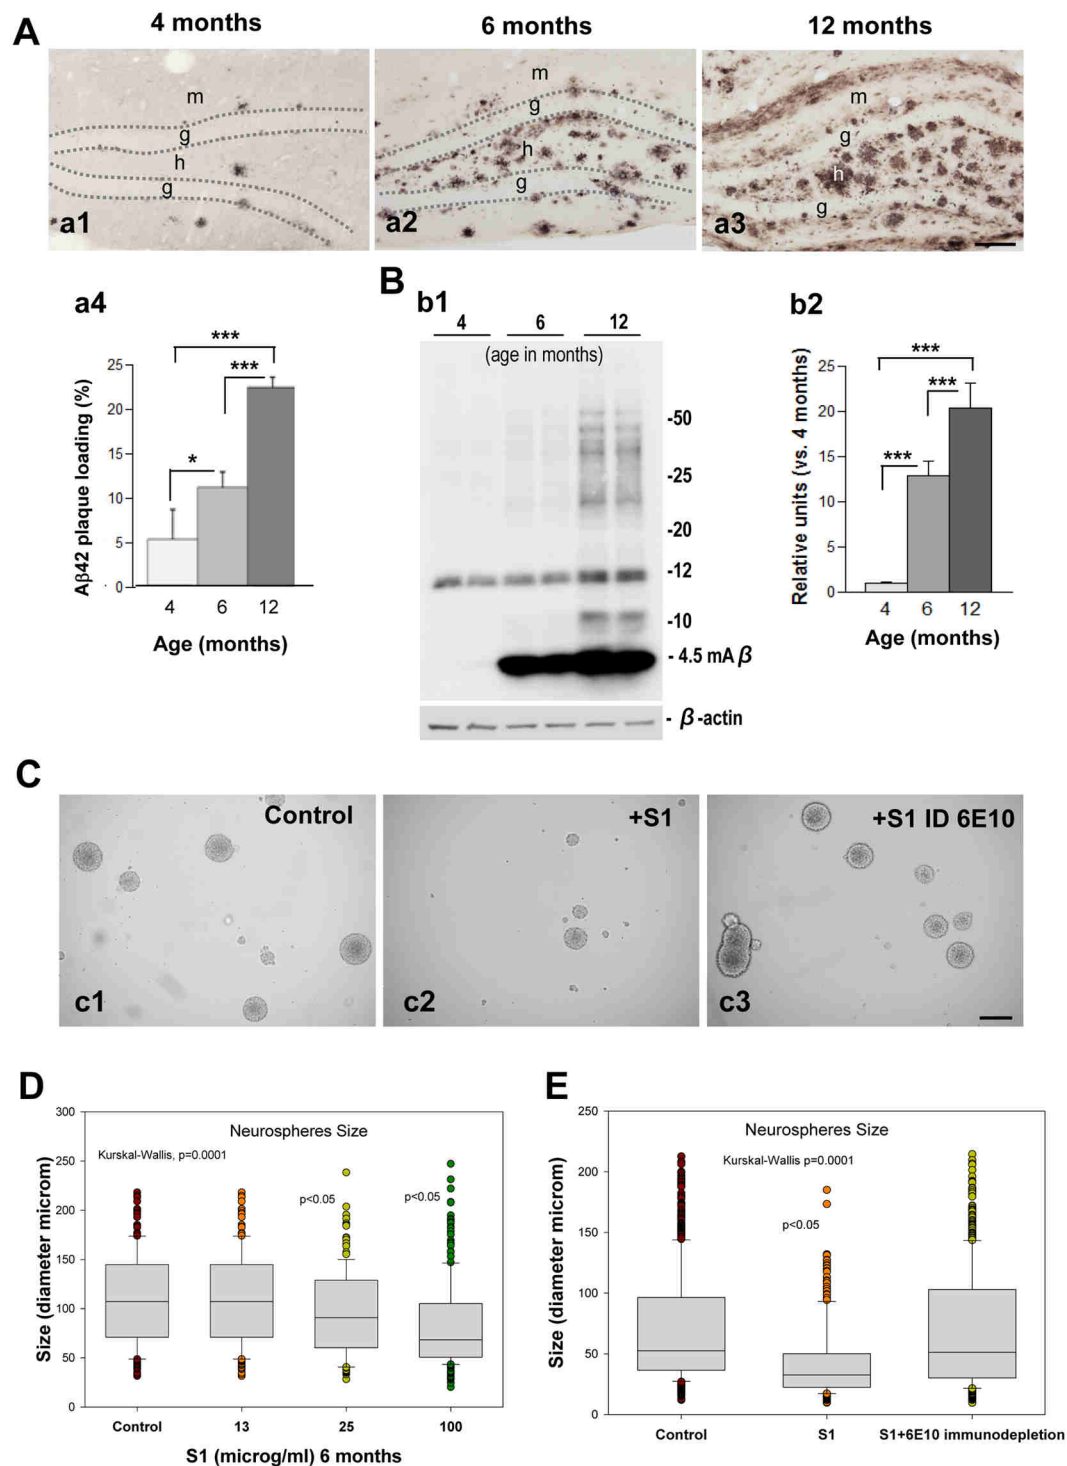 A
4 months
6 months
12 months
m
g
h
g
a1
m
g
h
g
a2
m
g
h
g
a3
a4
Aβ42 plaque loading (%)
25
20
15
10
5
0
***
***
*
4 6 12
Age (months)
B
b1
4 6 12
(age in months)
-50
-25
-20
-12
-10
- 4.5 mA β
- β-actin
b2
Relative units (vs. 4 months)
25
20
15
10
5
0
***
***
***
4 6 12
Age (months)
C
Control
c1
+S1
c2
+S1 ID 6E10
c3
D
Neurospheres Size
Kurskal-Wallis, p=0.0001
p<0.05
p<0.05
Size (diameter microm)
300
250
200
150
100
50
0
Control 13 25 100
S1 (microg/ml) 6 months
E
Neurospheres Size
Kurskal-Wallis p=0.0001
p<0.05
Size (diameter microm)
250
200
150
100
50
0
Control S1 S1+6E10 immunodepletion